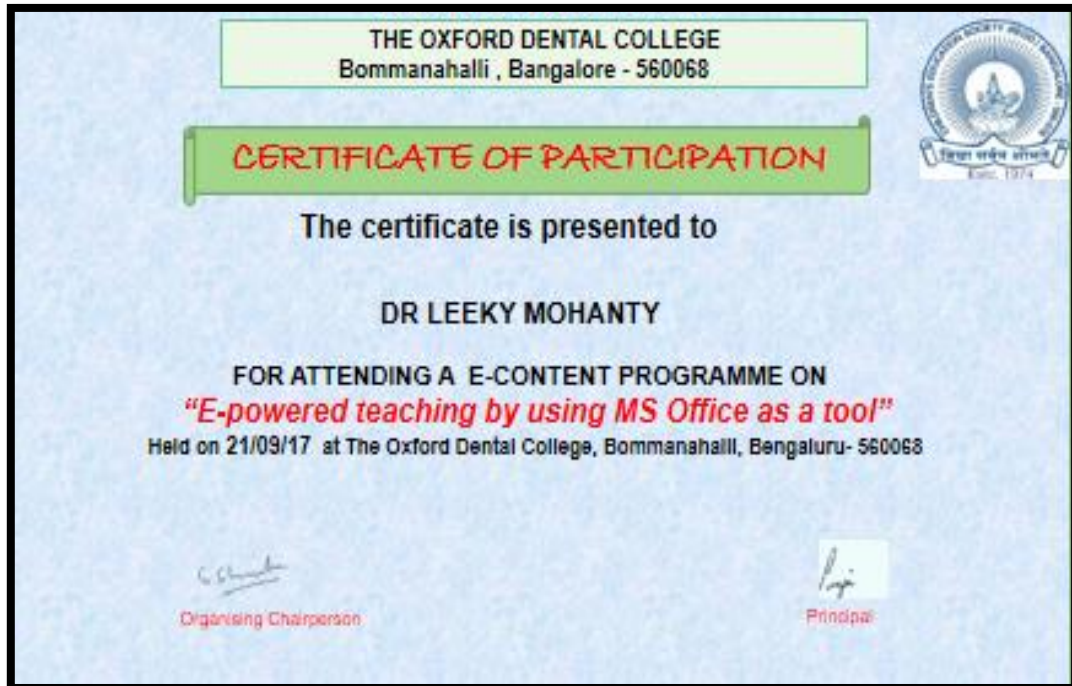 THE OXFORD DENTAL COLLEGE
Bommanahalli , Bangalore - 560068
CERTIFICATE OF PARTICIPATION
The certificate is presented to
DR LEEKY MOHANTY
FOR ATTENDING A E-CONTENT PROGRAMME ON
“E-powered teaching by using MS Office as a tool”
Held on 21/09/17 at The Oxford Dental College, Bommanahalli, Bengaluru- 560068
Organising Chairperson
Principal
Estd. 1974